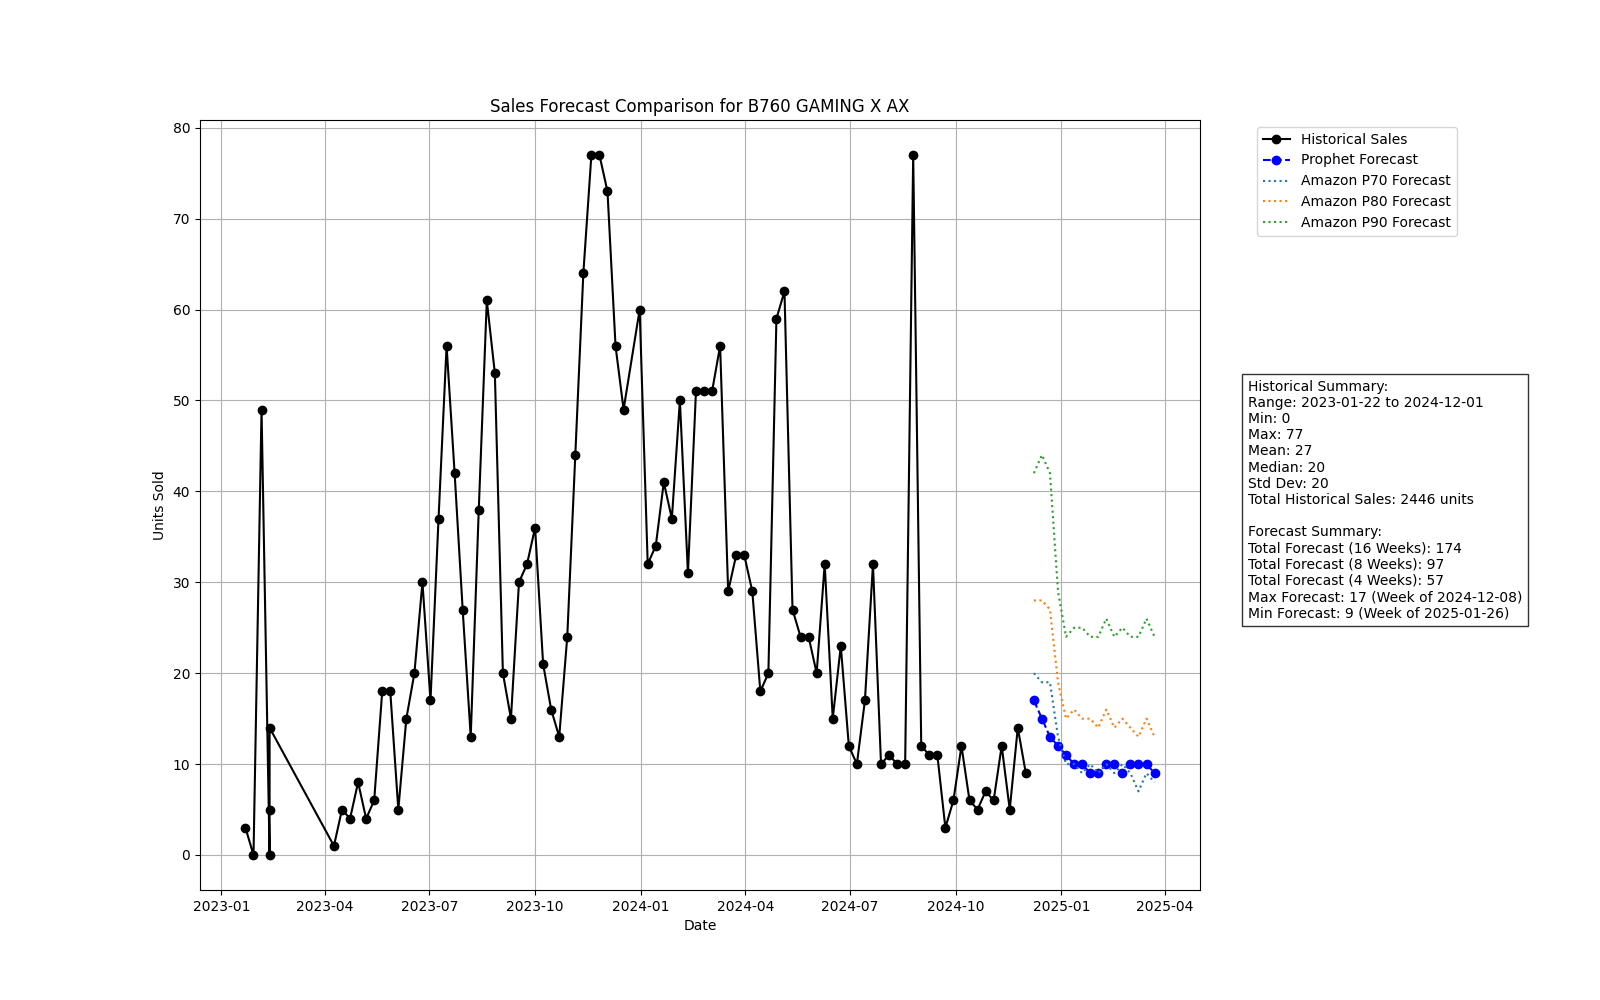 Sales Forecast Comparison for B760 GAMING X AX
Units Sold
80
70
60
50
40
30
20
10
0
2023-01 2023-04 2023-07 2023-10 2024-01 2024-04 2024-07 2024-10 2025-01 2025-04
Date
Historical Sales
Prophet Forecast
Amazon P70 Forecast
Amazon P80 Forecast
Amazon P90 Forecast
Historical Summary:
Range: 2023-01-22 to 2024-12-01
Min: 0
Max: 77
Mean: 27
Median: 20
Std Dev: 20
Total Historical Sales: 2446 units
Forecast Summary:
Total Forecast (16 Weeks): 174
Total Forecast (8 Weeks): 97
Total Forecast (4 Weeks): 57
Max Forecast: 17 (Week of 2024-12-08)
Min Forecast: 9 (Week of 2025-01-26)